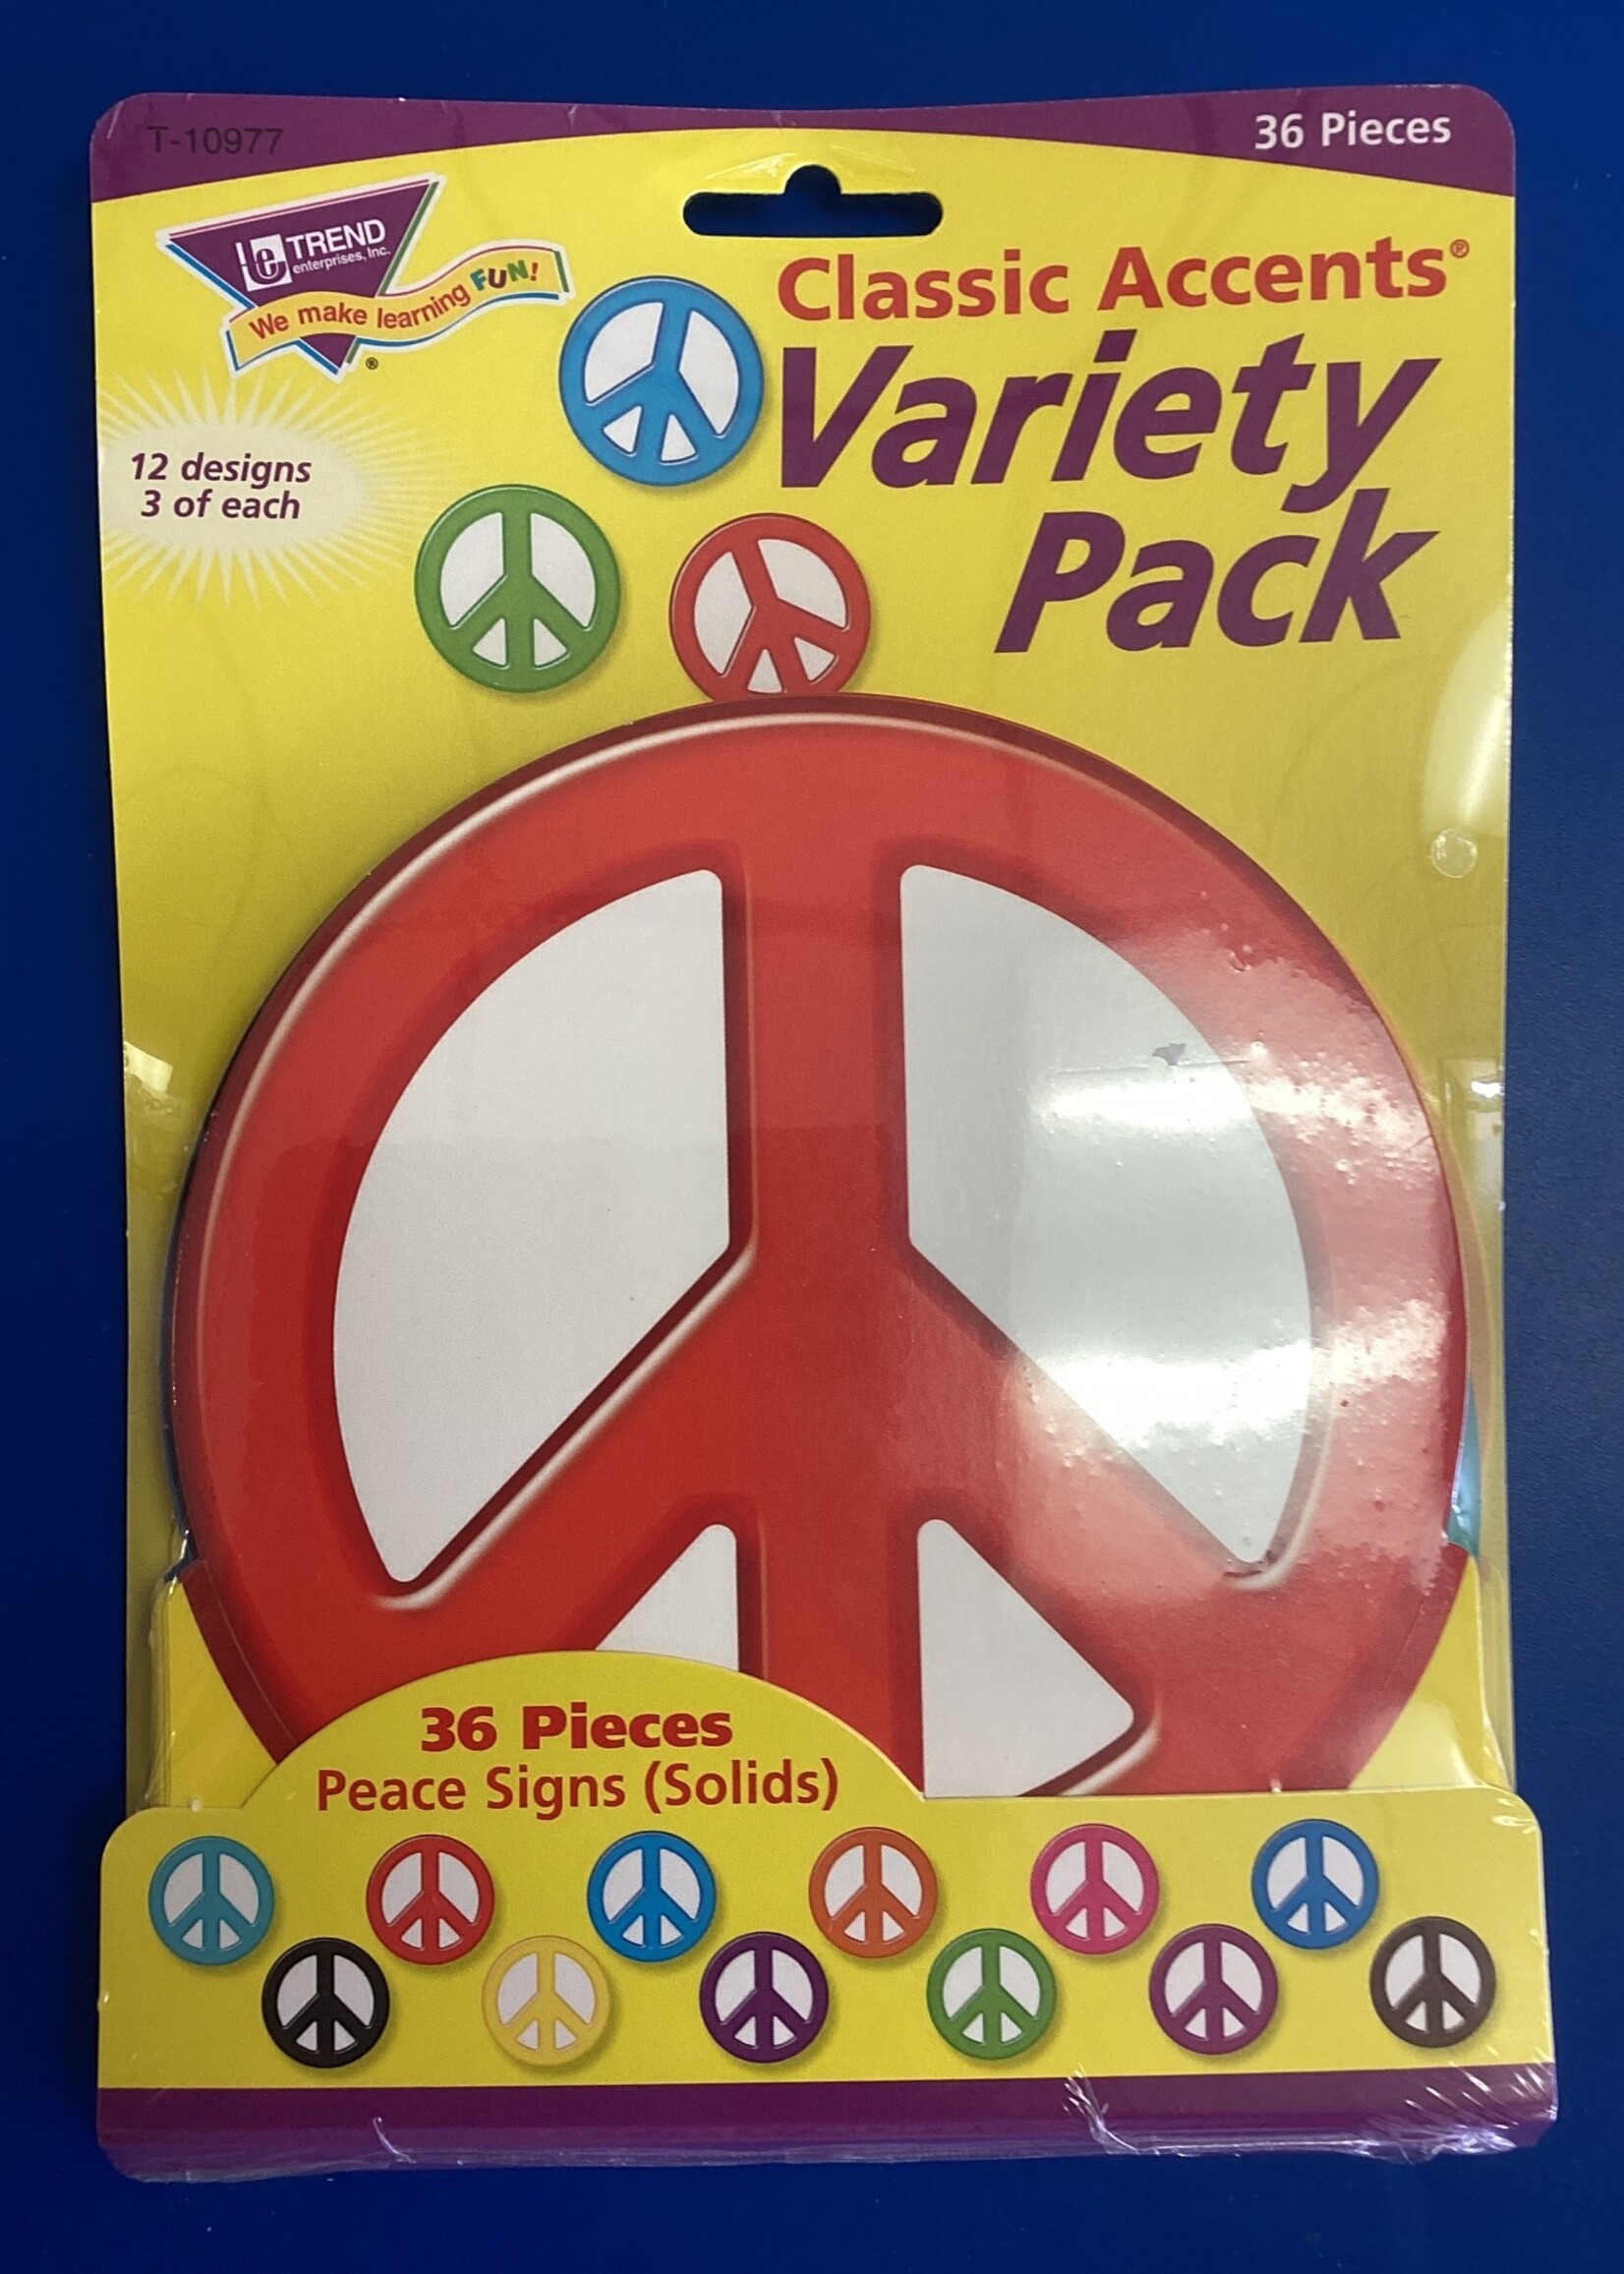 T-10977
36 Pieces
TREND
enterprises, Inc.
We make learning FUN!
®
Classic Accents®
Variety
Pack
12 designs
3 of each
36 Pieces
Peace Signs (Solids)